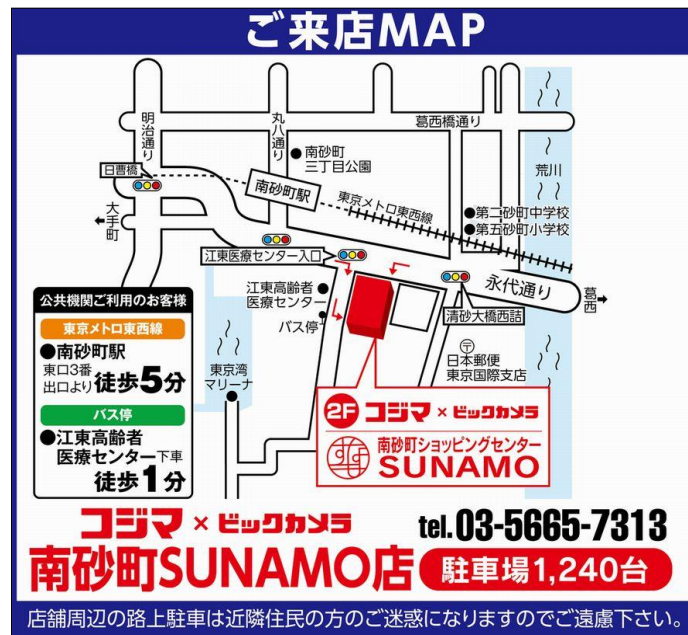 ご来店MAP
明治通り
丸八通り
葛西橋通り
荒川
日曹橋
南砂町
三丁目公園
南砂町駅
東京メトロ東西線
大手町
第二砂町中学校
第五砂町小学校
江東医療センター入口
永代通り
葛西
江東高齢者
医療センター
バス停
清砂大橋西詰
日本郵便
東京国際支店
東京湾
マリーナ
公共機関ご利用のお客様
東京メトロ東西線
●南砂町駅
東口3番
出口より徒歩5分
バス停
●江東高齢者
医療センター下車
徒歩1分
2F コジマ×ビックカメラ
南砂町ショッピングセンター
SUNAMO
コジマ×ビックカメラ
tel.03-5665-7313
南砂町SUNAMO店
駐車場1,240台
店舗周辺の路上駐車は近隣住民の方のご迷惑になりますのでご遠慮下さい。